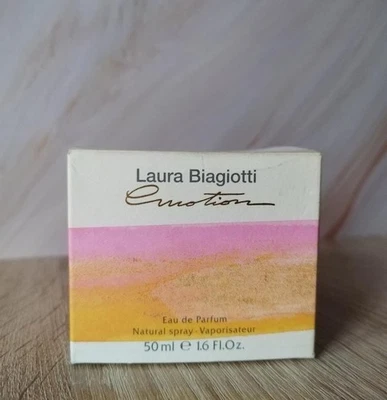 Laura Biagiotti
emotion
Eau de Parfum
Natural spray - Vaporisateur
50 ml e 1.6 Fl.Oz.